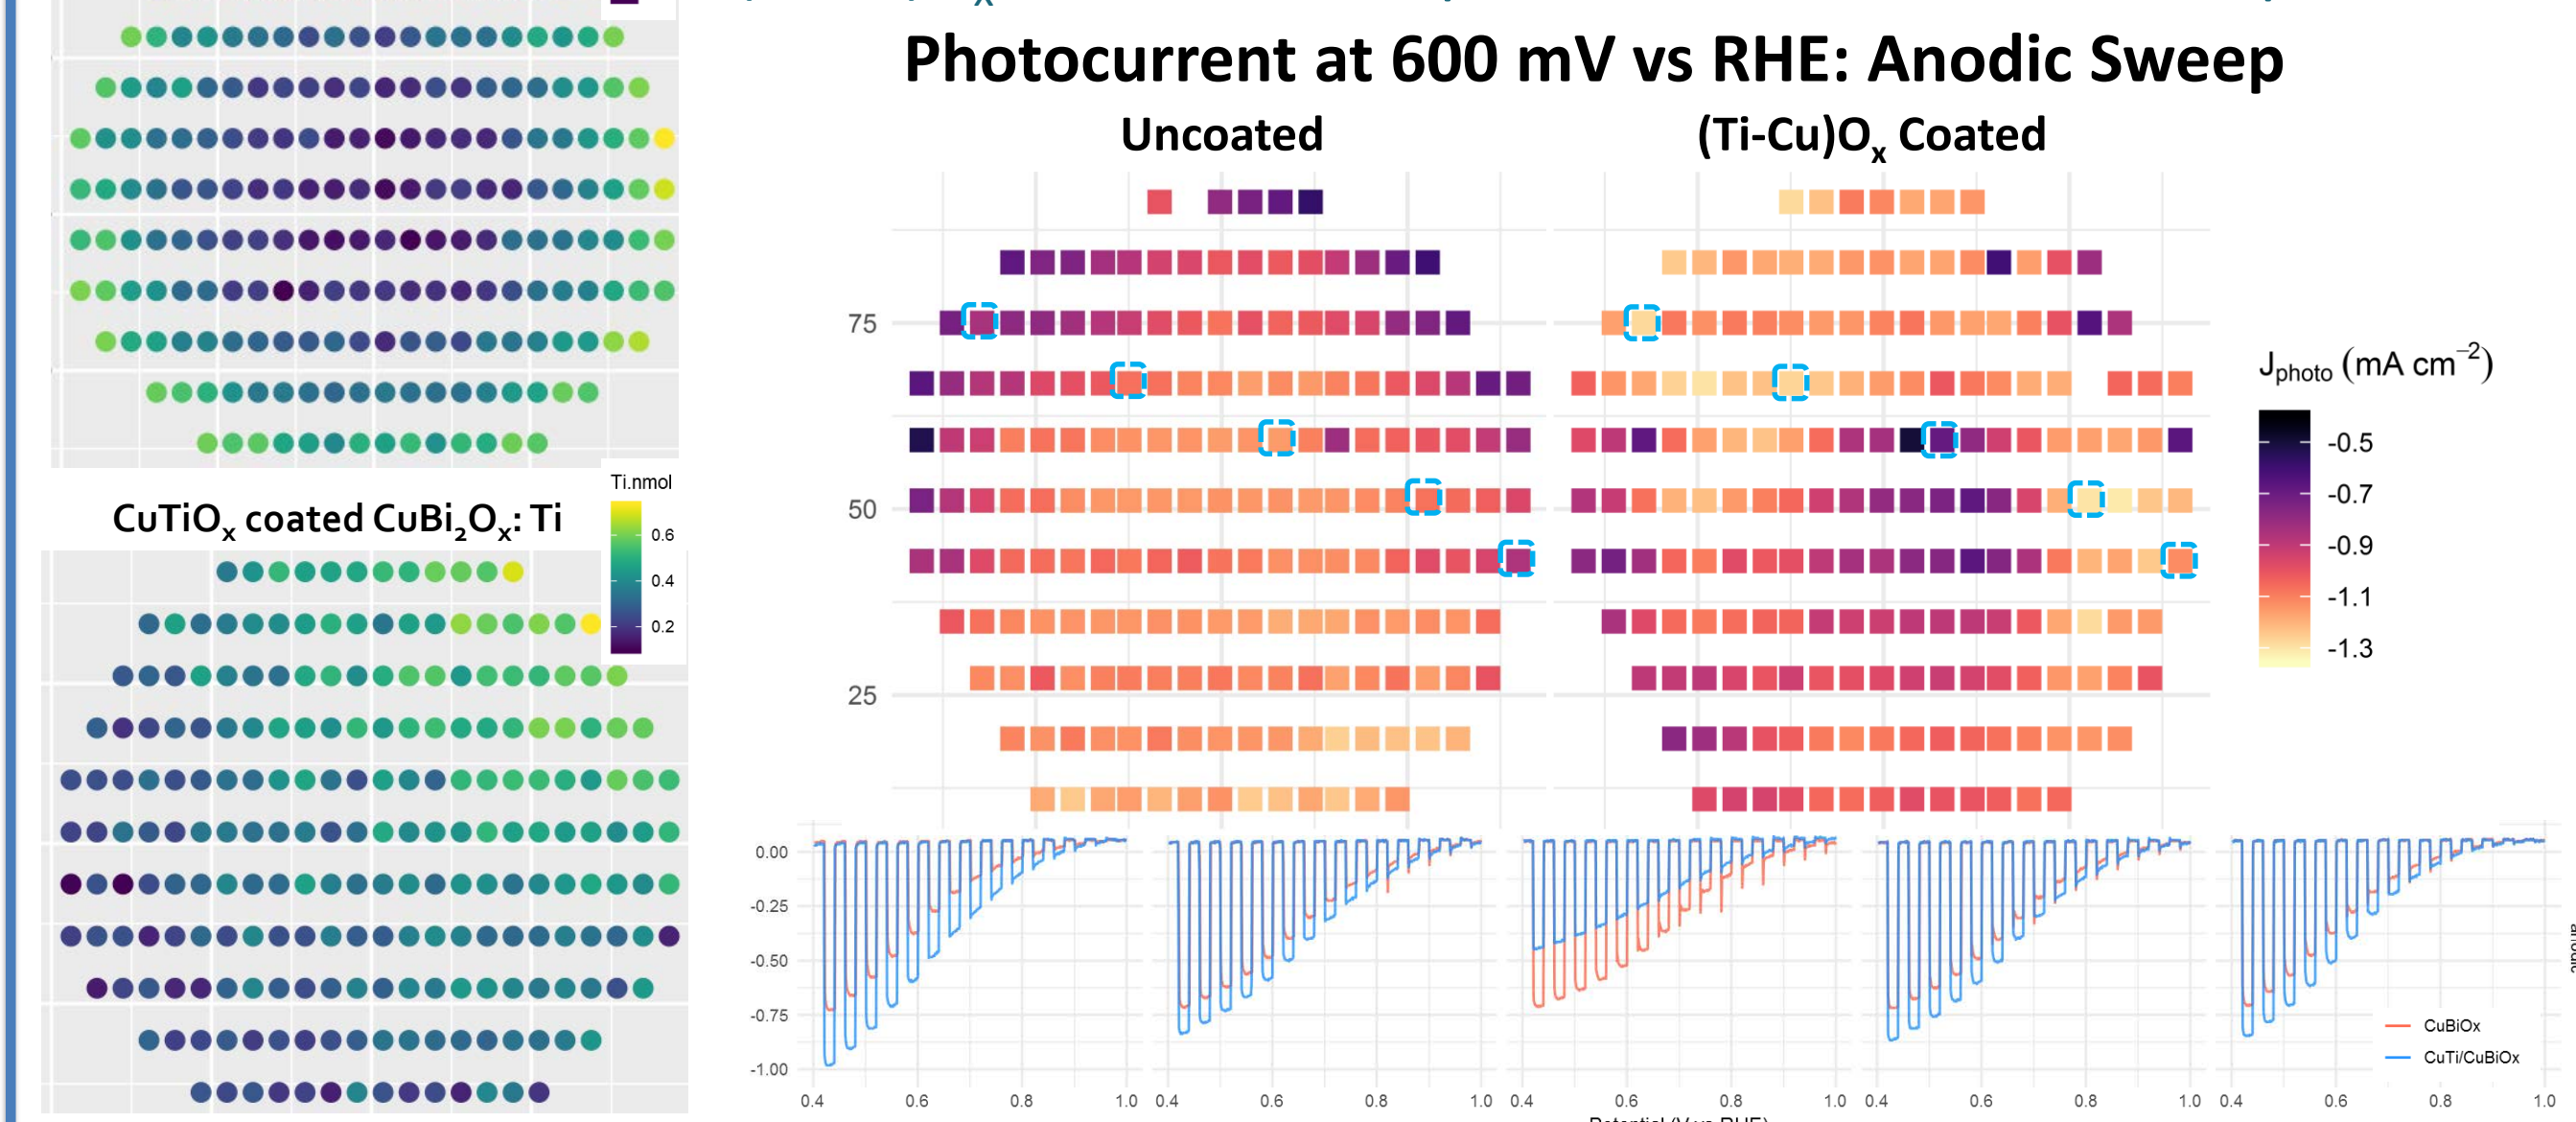 Photocurrent at 600 mV vs RHE: Anodic Sweep
Uncoated
(Ti-Cu)Ox Coated
75
50
25
Jphoto (mA cm−2)
-0.5
-0.7
-0.9
-1.1
-1.3
Ti.nmol
0.6
0.4
0.2
CuTiOx coated CuBi2Ox: Ti
0.00
-0.25
-0.50
-0.75
-1.00
0.4 0.6 0.8 1.0
0.4 0.6 0.8 1.0
0.4 0.6 0.8 1.0
0.4 0.6 0.8 1.0
0.4 0.6 0.8 1.0
CuBiOx
CuTi/CuBiOx
Potential (V vs RHE)